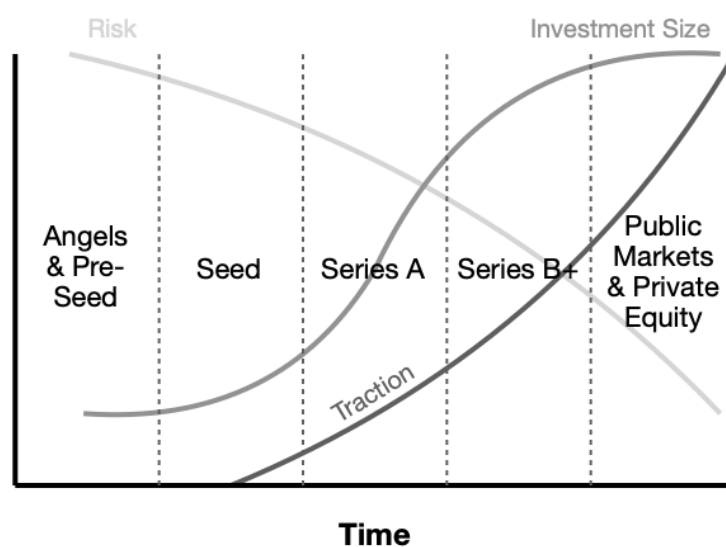 Risk
Investment Size
Angels
& Pre-
Seed
Seed
Series A
Series B+
Public
Markets
& Private
Equity
Traction
Time